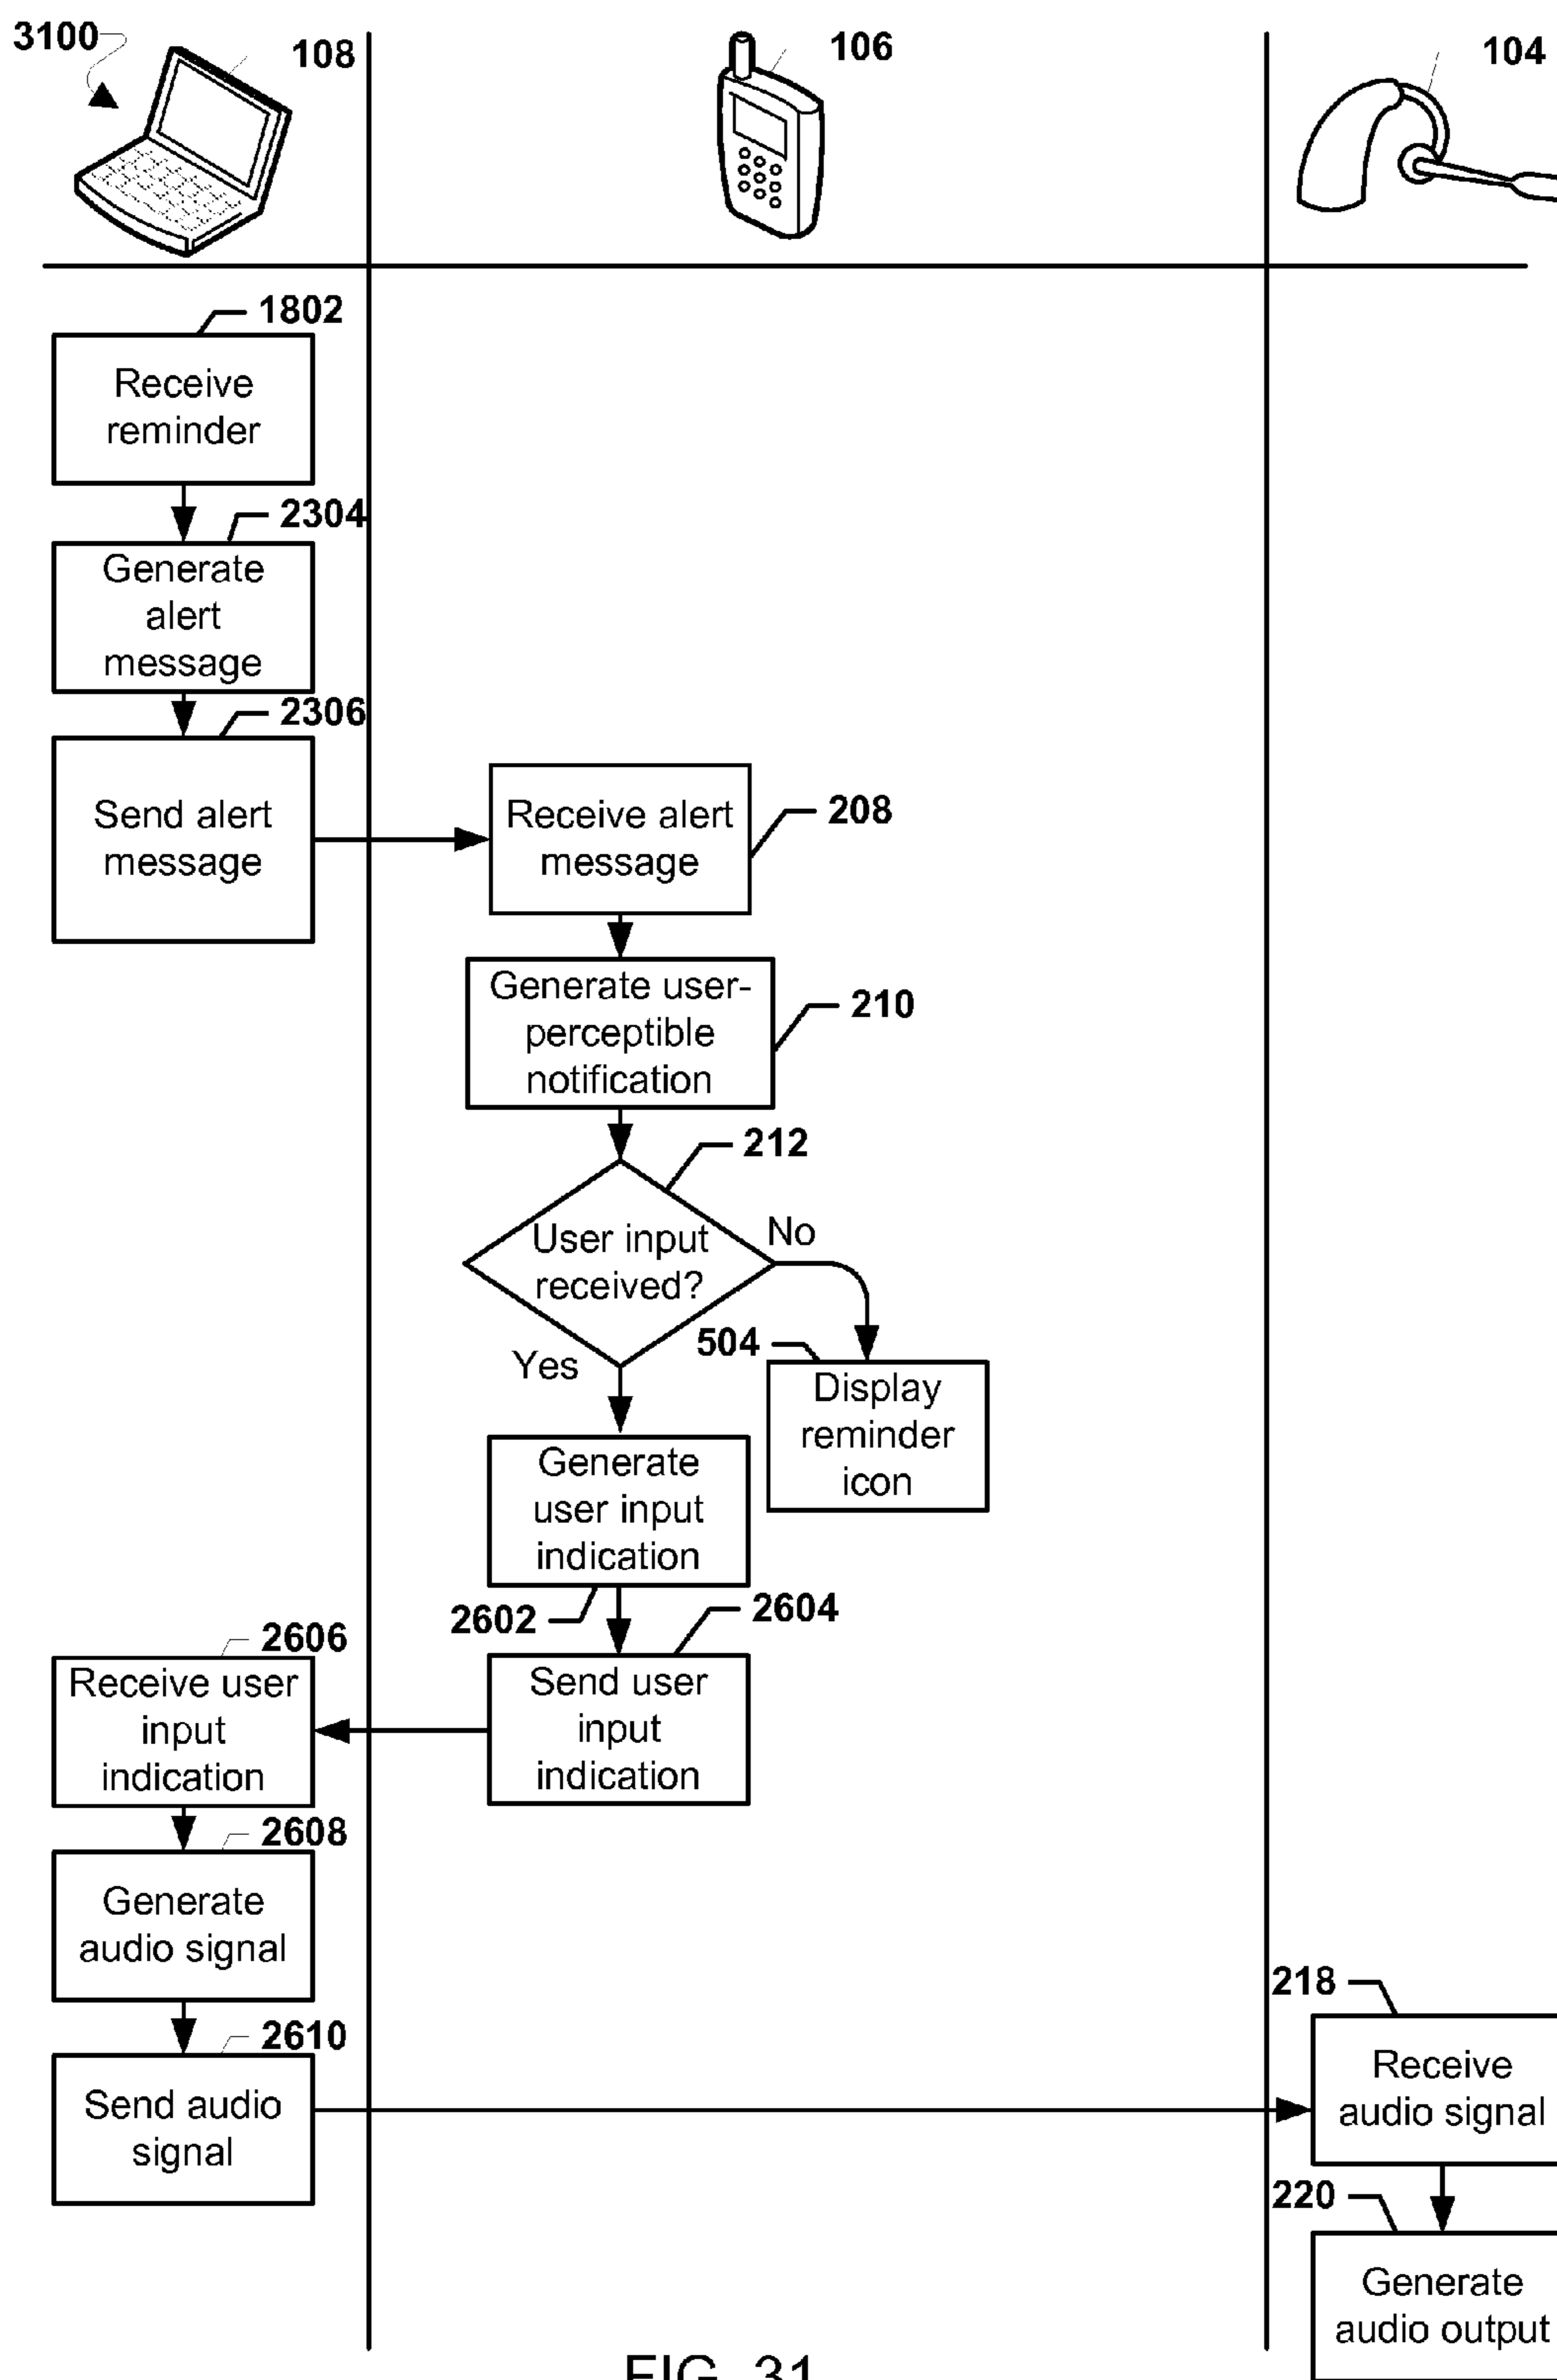 3100
108
106
104
1802
Receive
reminder
2304
Generate
alert
message
2306
Send alert
message
Receive alert
message
208
Generate user-
perceptible
notification
210
212
User input
received?
No
Yes
504
Display
reminder
icon
Generate
user input
indication
2602
2604
Send user
input
indication
2606
Receive user
input
indication
2608
Generate
audio signal
2610
Send audio
signal
218
Receive
audio signal
220
Generate
audio output
FIG. 31